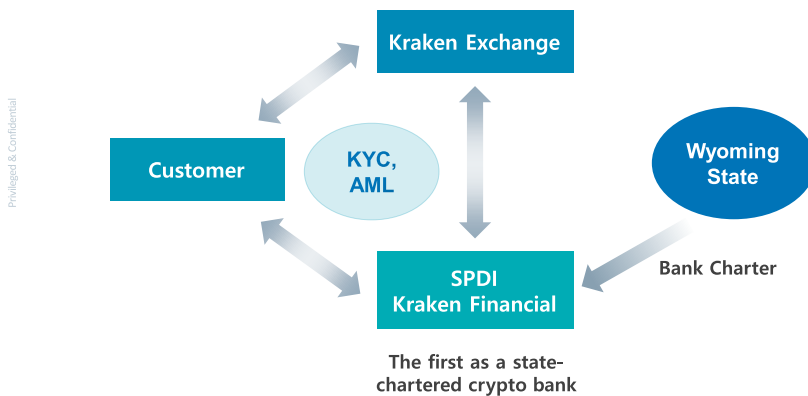 Kraken Exchange
Privileged & Confidential
Customer
KYC,
AML
Wyoming
State
SPDI
Kraken Financial
Bank Charter
The first as a state-
chartered crypto bank